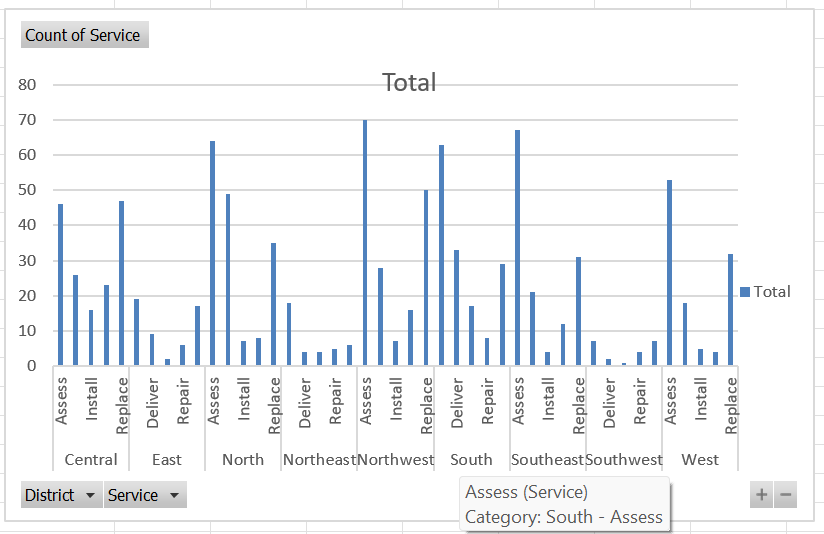 Count of Service
Total
80
70
60
50
40
30
20
10
0
Total
Assess Install Replace Deliver Repair Assess Install Replace Deliver Repair Assess Install Replace Deliver Repair Assess Install Replace Deliver Repair Assess Install Replace
Central East North Northeast Northwest South Southeast Southwest West
District Service + −
Assess (Service)
Category: South - Assess